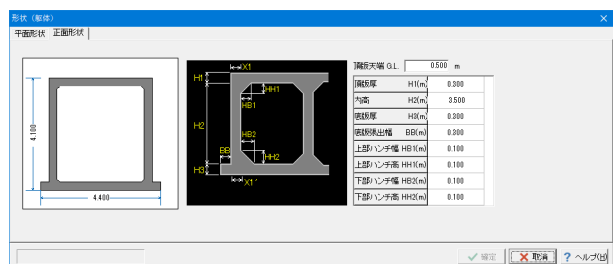 形状（躯体）
平面形状 正面形状
頂版天端 G.L. 0.500 m
頂版厚 H1(m) 0.300
内高 H2(m) 3.500
底版厚 H3(m) 0.300
底版張出幅 BB(m) 0.300
上部ハンチ幅 HB1(m) 0.100
上部ハンチ高 HH1(m) 0.100
下部ハンチ幅 HB2(m) 0.100
下部ハンチ高 HH2(m) 0.100
4.100
4.400
X1
H1
HH1
HB1
H2
HB2
BB
HH2
H3
X1'
確定 取消 ? ヘルプ(H)